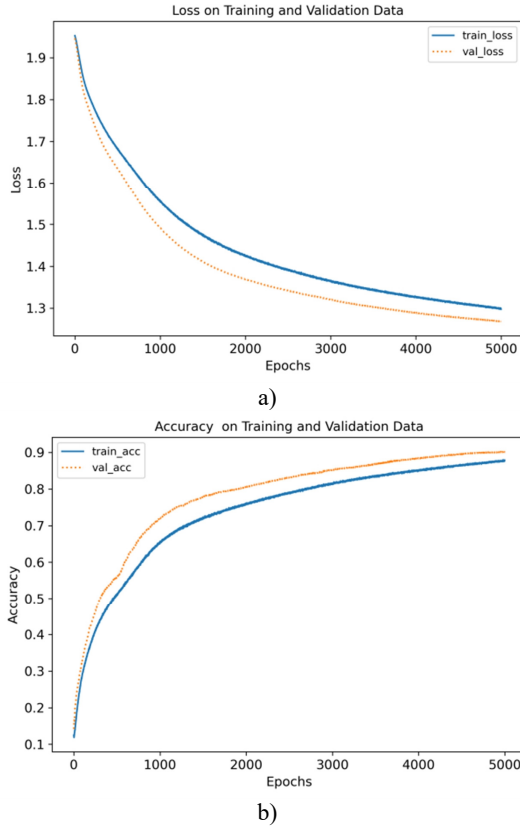 Loss on Training and Validation Data
train_loss
val_loss
1.9
1.8
1.7
1.6
1.5
1.4
1.3
Loss
0 1000 2000 3000 4000 5000
Epochs
a)
Accuracy  on Training and Validation Data
train_acc
val_acc
0.9
0.8
0.7
0.6
0.5
0.4
0.3
0.2
0.1
Accuracy
0 1000 2000 3000 4000 5000
Epochs
b)